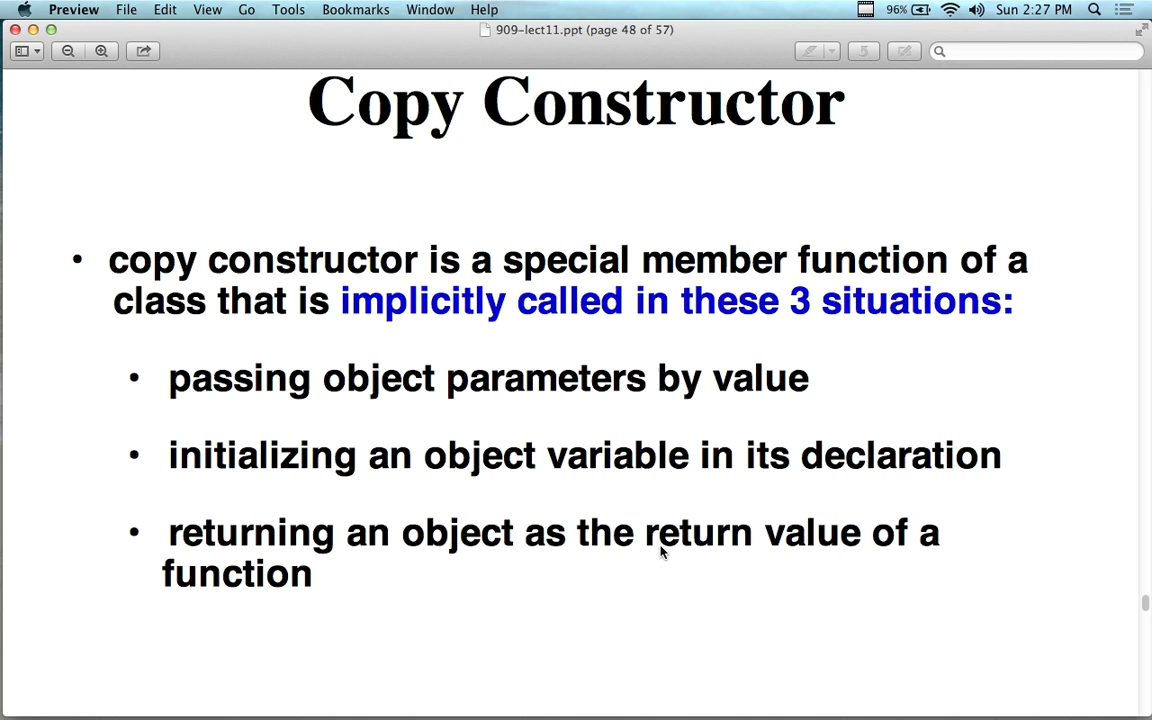 Preview File Edit View Go Tools Bookmarks Window Help 96% Sun 2:27 PM
909-lect11.ppt (page 48 of 57)
Copy Constructor
• copy constructor is a special member function of a
class that is implicitly called in these 3 situations:
• passing object parameters by value
• initializing an object variable in its declaration
• returning an object as the return value of a
function